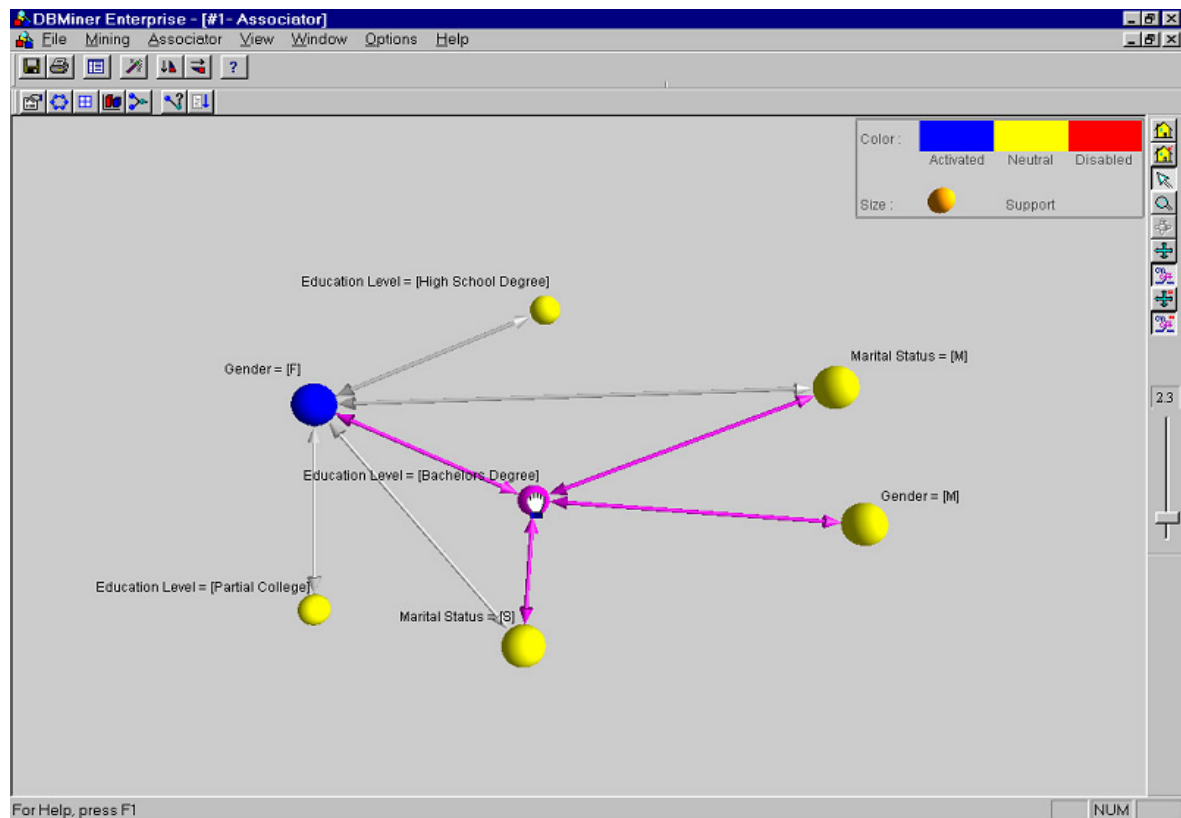 DBMiner Enterprise - [#1- Associator]
File Mining Associator View Window Options Help
?
?
Color :
Activated Neutral Disabled
Size : Support
Education Level = [High School Degree]
Marital Status = [M]
Gender = [F]
2.3
Education Level = [Bachelors Degree]
Gender = [M]
Education Level = [Partial College]
Marital Status = [S]
For Help, press F1
NUM